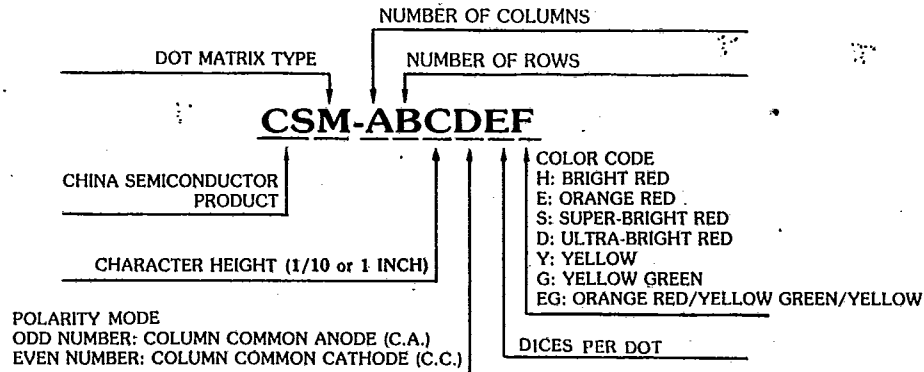 NUMBER OF COLUMNS
DOT MATRIX TYPE
NUMBER OF ROWS
CSM-ABCDEF
CHINA SEMICONDUCTOR
PRODUCT
COLOR CODE
H: BRIGHT RED
E: ORANGE RED
S: SUPER-BRIGHT RED
D: ULTRA-BRIGHT RED
Y: YELLOW
G: YELLOW GREEN
EG: ORANGE RED/YELLOW GREEN/YELLOW
CHARACTER HEIGHT (1/10 or 1 INCH)
POLARITY MODE
ODD NUMBER: COLUMN COMMON ANODE (C.A.)
EVEN NUMBER: COLUMN COMMON CATHODE (C.C.)
DICES PER DOT